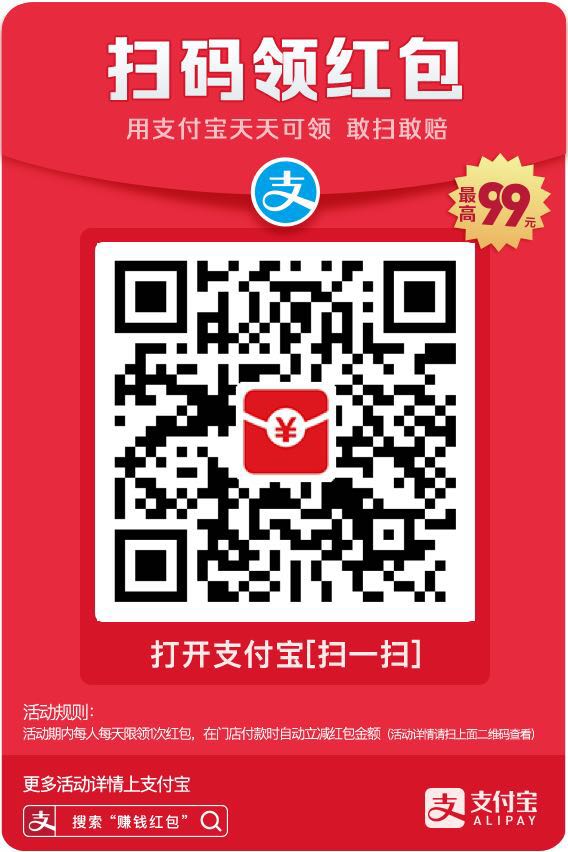 扫码领红包
用支付宝天天可领 敢扫敢赔
支
最高99元
¥
打开支付宝[扫一扫]
活动规则：
活动期内每人每天限领1次红包，在门店付款时自动立减红包金额（活动详情请扫上面二维码查看）
更多活动详情上支付宝
支 搜索“赚钱红包”
支 支付宝
ALIPAY